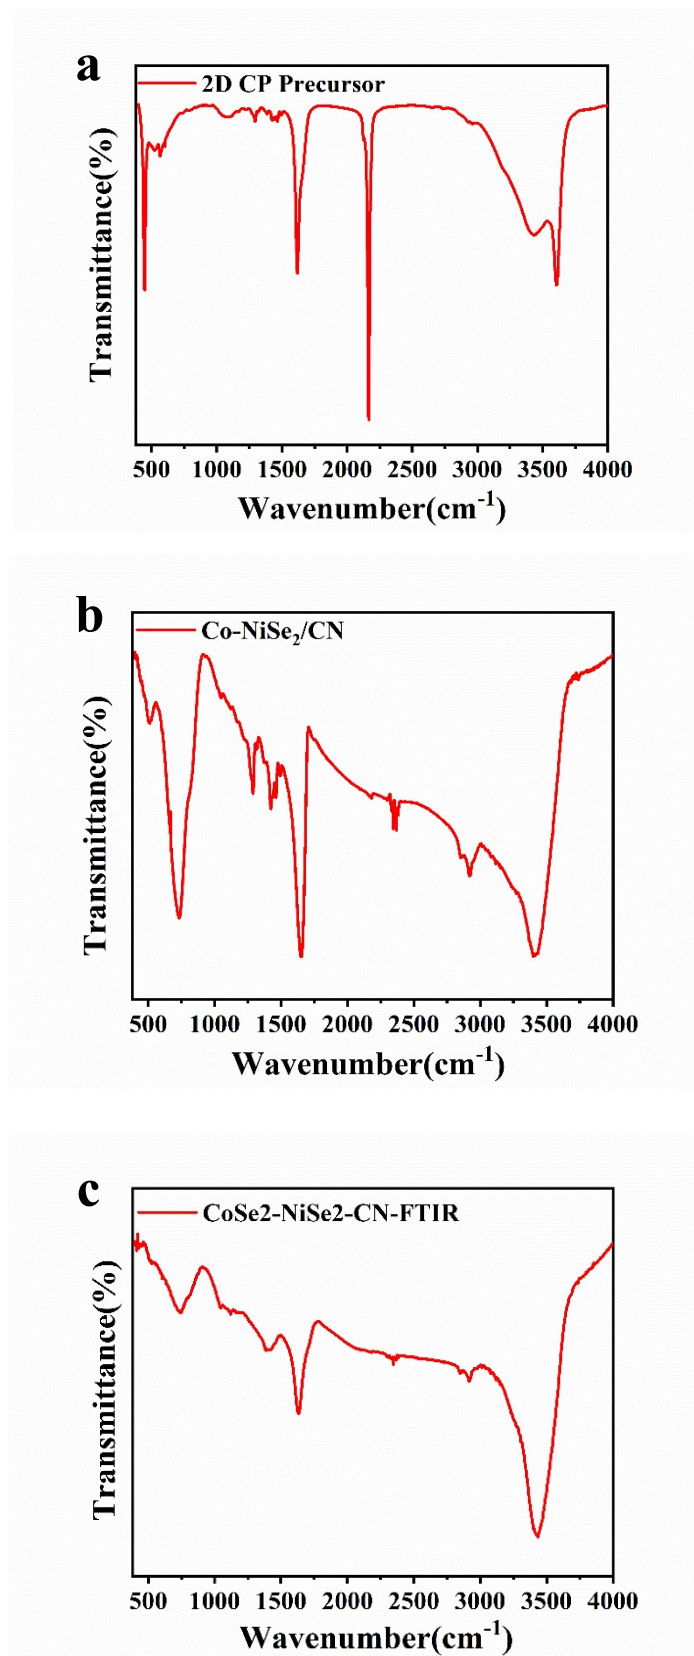 a
2D CP Precursor
Transmittance(%)
500 1000 1500 2000 2500 3000 3500 4000
Wavenumber(cm⁻¹)
b
Co-NiSe₂/CN
Transmittance(%)
500 1000 1500 2000 2500 3000 3500 4000
Wavenumber(cm⁻¹)
c
CoSe2-NiSe2-CN-FTIR
Transmittance(%)
500 1000 1500 2000 2500 3000 3500 4000
Wavenumber(cm⁻¹)